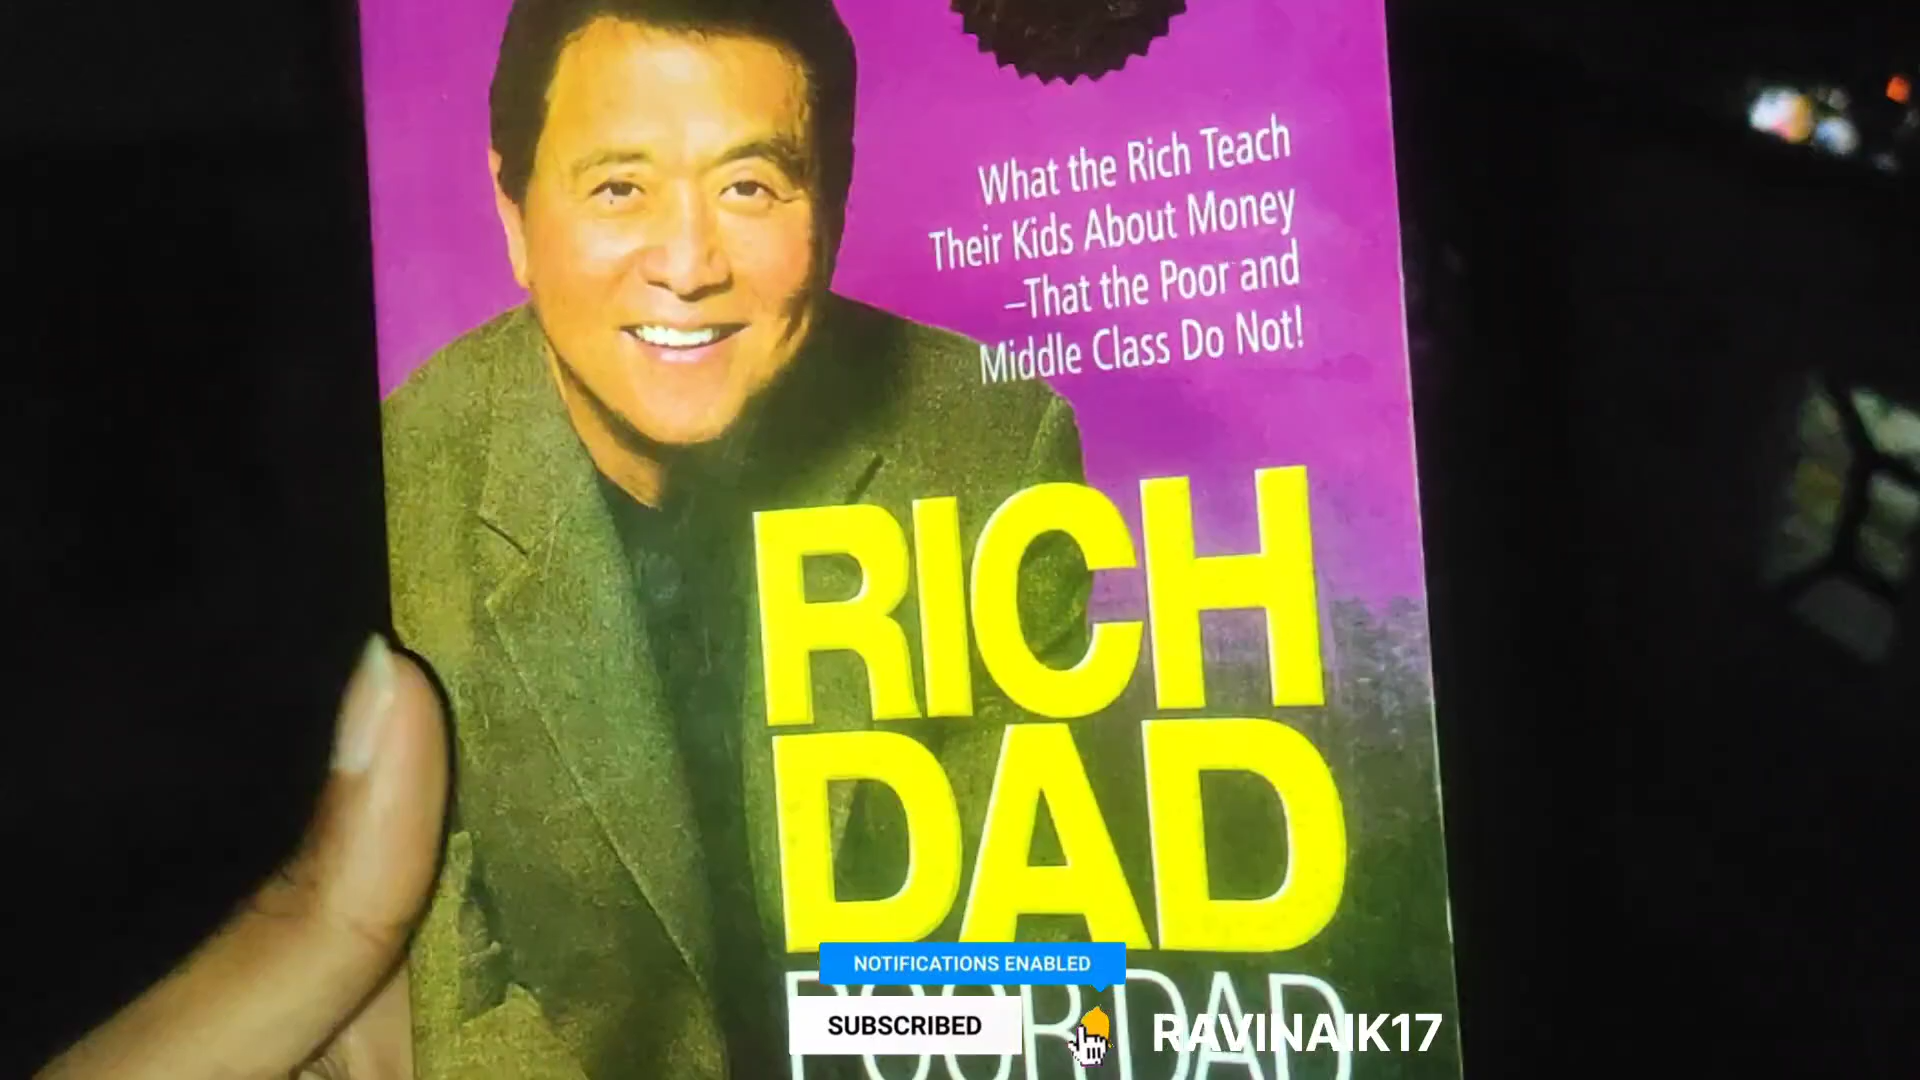 What the Rich Teach
Their Kids About Money
–That the Poor and
Middle Class Do Not!
RICH
DAD
POOR DAD
NOTIFICATIONS ENABLED
SUBSCRIBED
RAVINAIK17